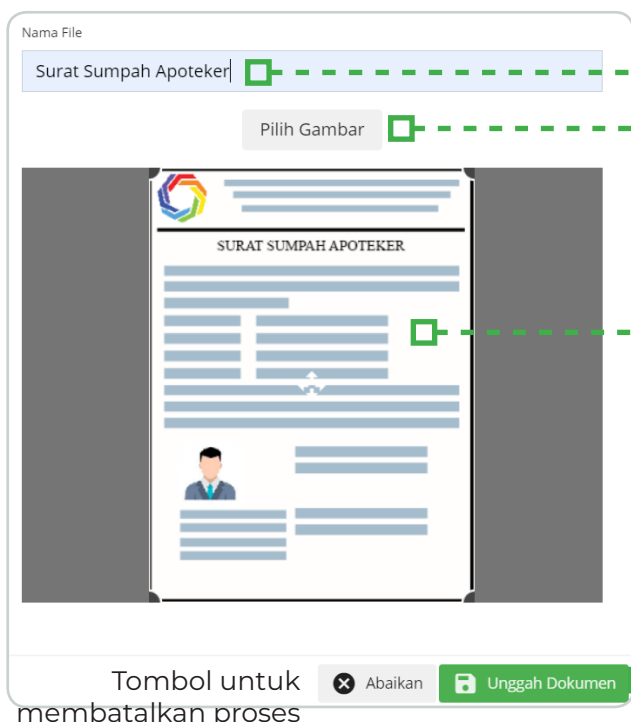 Nama File
Surat Sumpah Apoteker
Pilih Gambar
SURAT SUMPAH APOTEKER
Tombol untuk
membatalkan proses
Abaikan
Unggah Dokumen